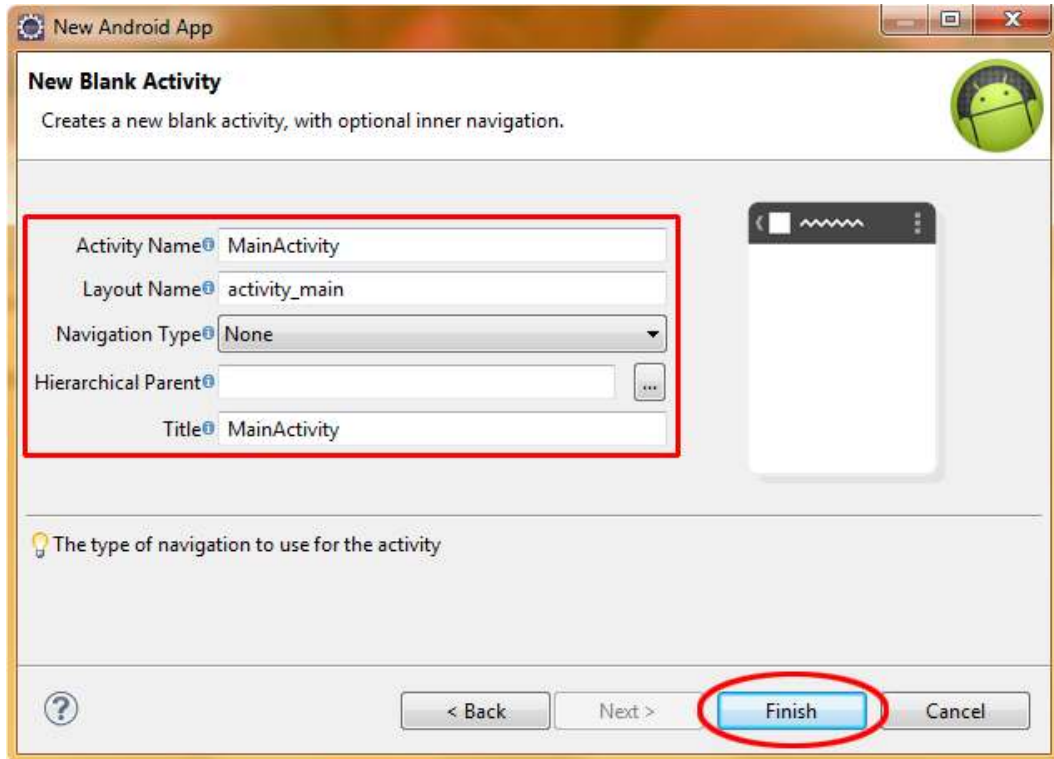 New Android App
New Blank Activity
Creates a new blank activity, with optional inner navigation.
Activity Name MainActivity
Layout Name activity_main
Navigation Type None
Hierarchical Parent ...
Title MainActivity
The type of navigation to use for the activity
? < Back Next > Finish Cancel